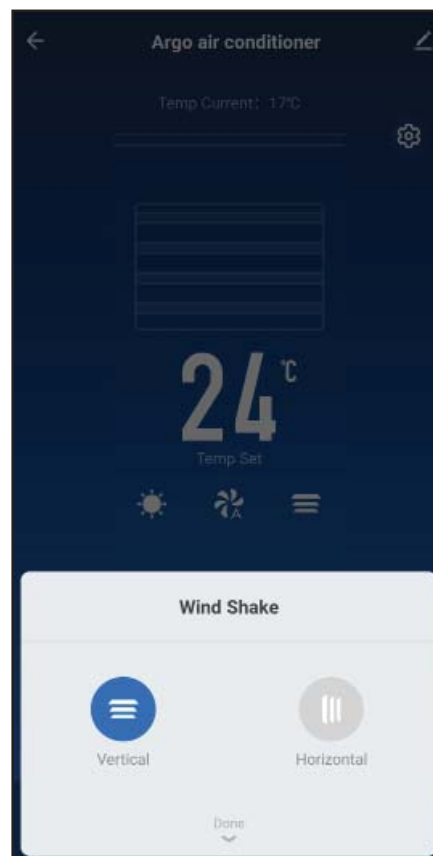 Argo air conditioner
Temp Current: 17℃
24 ℃
Temp Set
A
Wind Shake
Vertical
Horizontal
Done